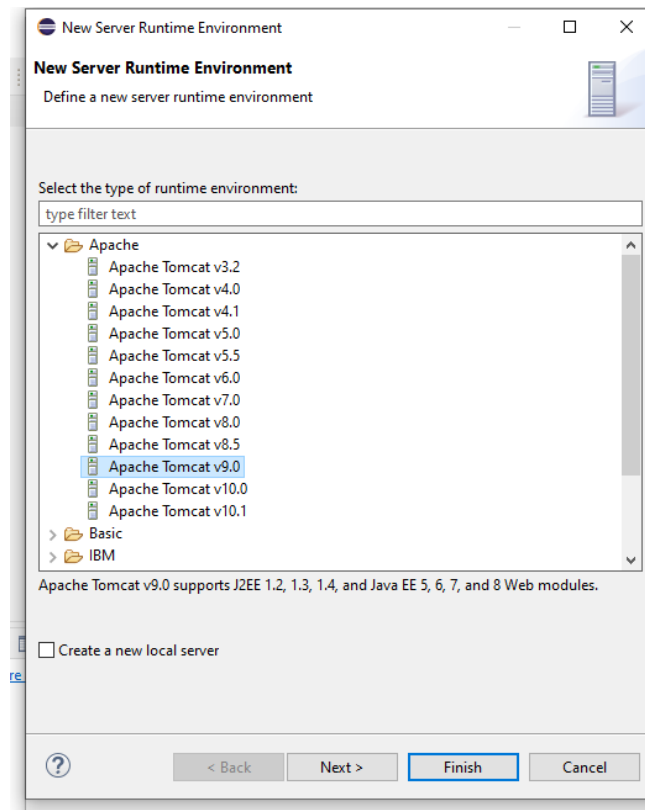 New Server Runtime Environment
New Server Runtime Environment
Define a new server runtime environment
Select the type of runtime environment:
type filter text
Apache
Apache Tomcat v3.2
Apache Tomcat v4.0
Apache Tomcat v4.1
Apache Tomcat v5.0
Apache Tomcat v5.5
Apache Tomcat v6.0
Apache Tomcat v7.0
Apache Tomcat v8.0
Apache Tomcat v8.5
Apache Tomcat v9.0
Apache Tomcat v10.0
Apache Tomcat v10.1
Basic
IBM
Apache Tomcat v9.0 supports J2EE 1.2, 1.3, 1.4, and Java EE 5, 6, 7, and 8 Web modules.
Create a new local server
re
? < Back Next > Finish Cancel